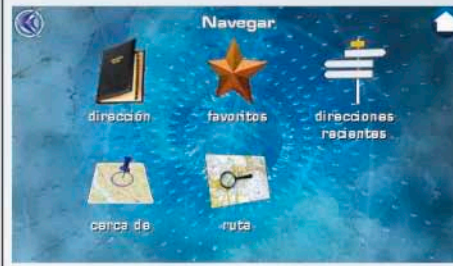 Navegar
dirección
favoritos
direcciones
recientes
cerca de
ruta